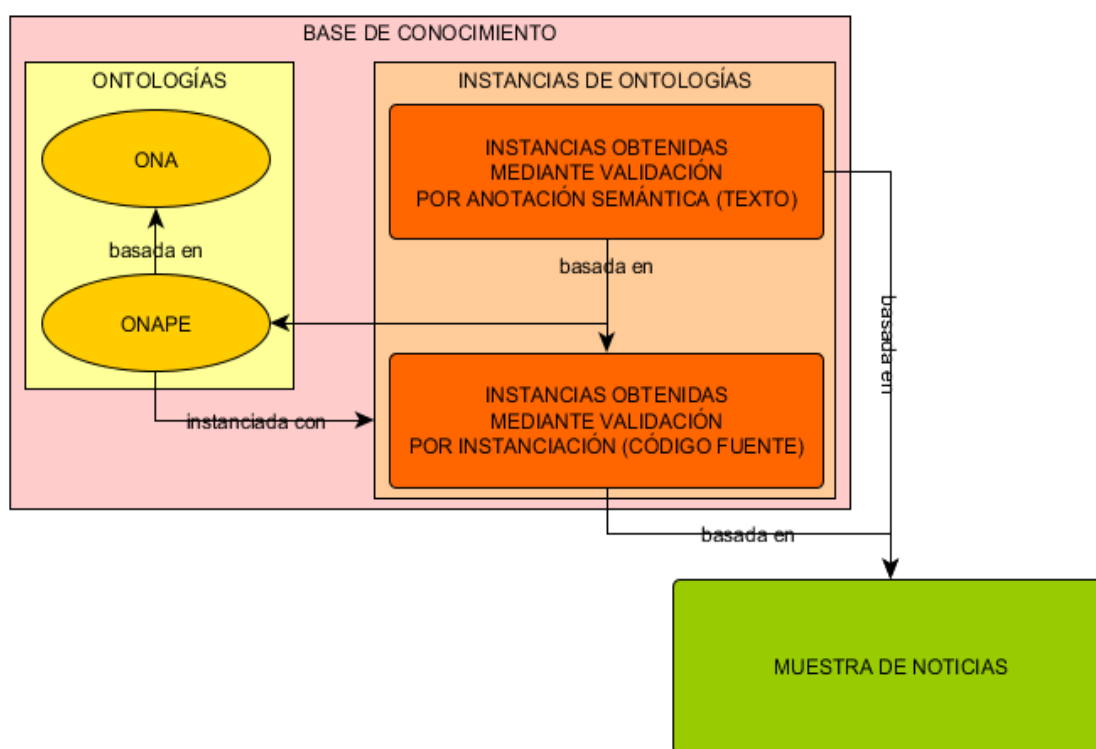 BASE DE CONOCIMIENTO
ONTOLOGÍAS
ONA
basada en
ONAPE
instanciada con
INSTANCIAS DE ONTOLOGÍAS
INSTANCIAS OBTENIDAS
MEDIANTE VALIDACIÓN
POR ANOTACIÓN SEMÁNTICA (TEXTO)
basada en
INSTANCIAS OBTENIDAS
MEDIANTE VALIDACIÓN
POR INSTANCIACIÓN (CÓDIGO FUENTE)
basada en
basada en
MUESTRA DE NOTICIAS